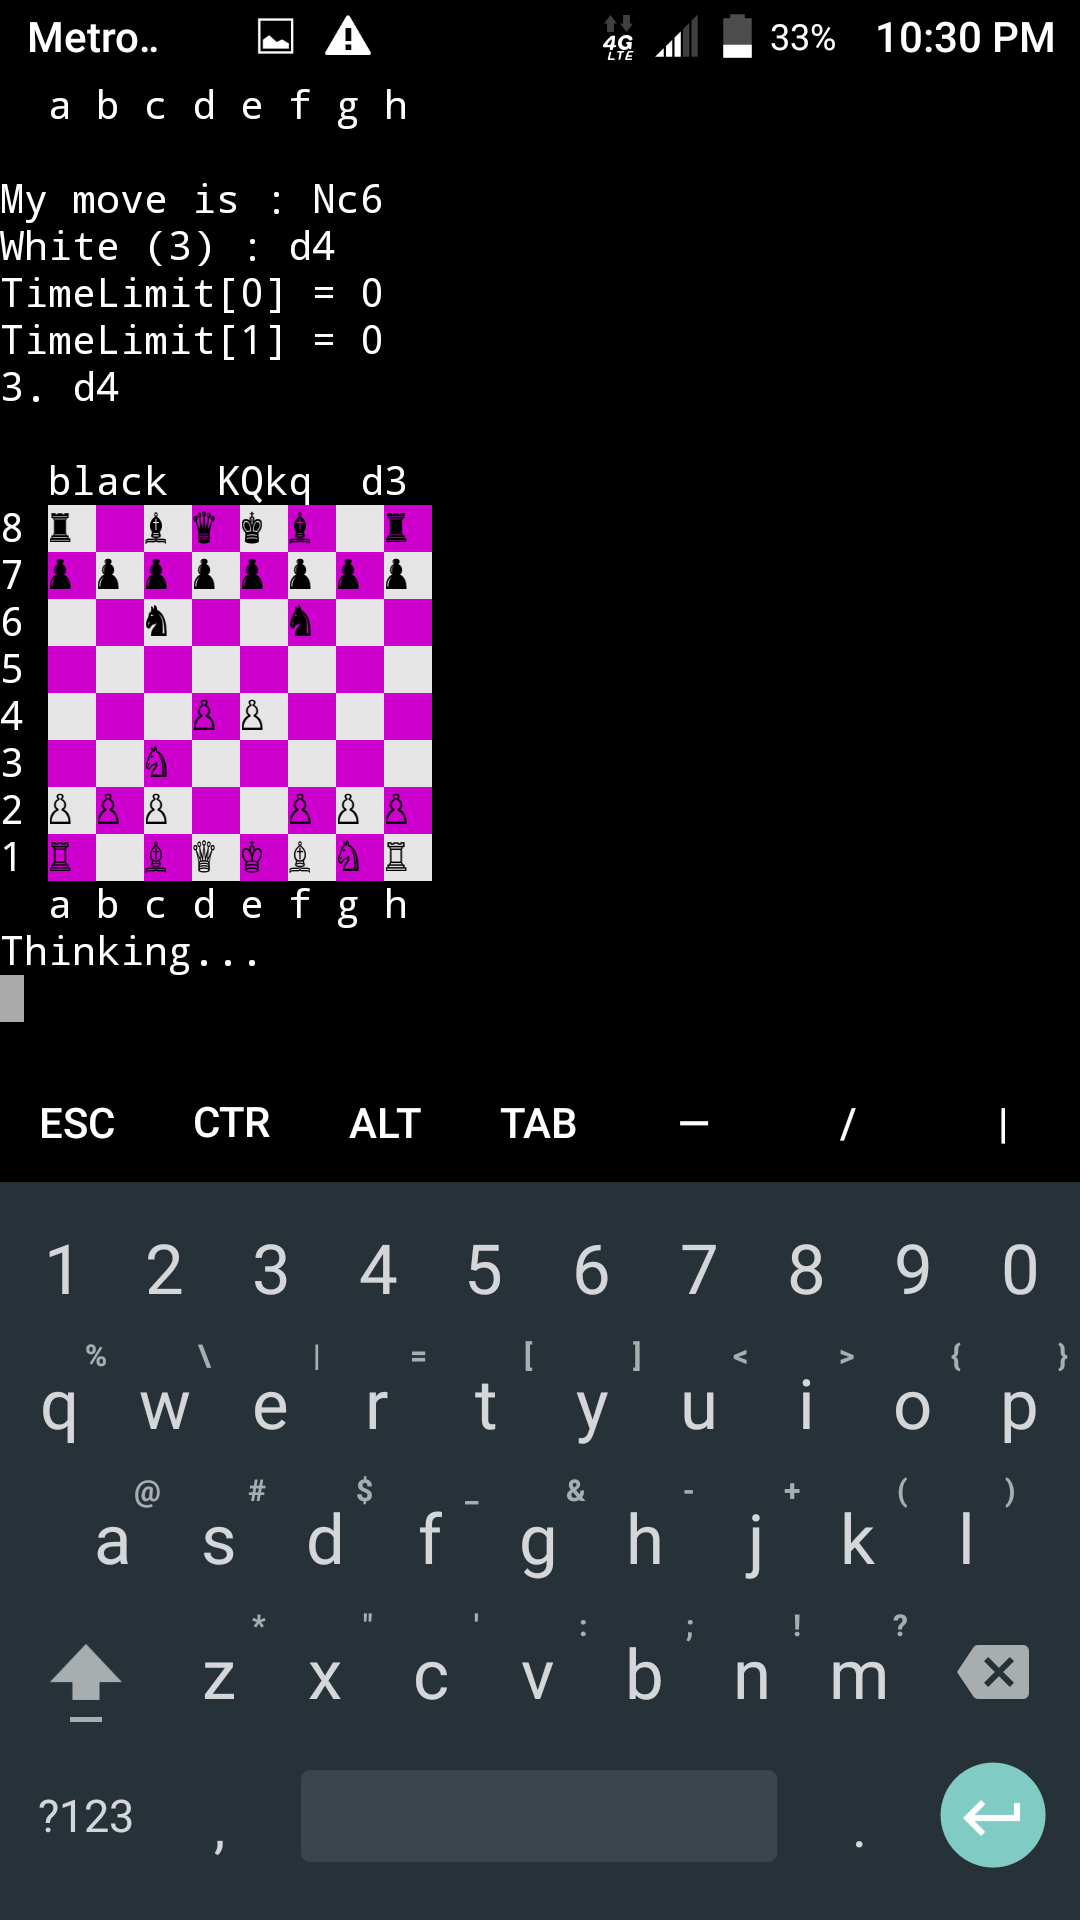 Metro.. 4G LTE 33% 10:30 PM
a b c d e f g h
My move is : Nc6
White (3) : d4
TimeLimit[0] = 0
TimeLimit[1] = 0
3. d4
black KQkq d3
8 ♜ ♝ ♛ ♚ ♝ ♜
7 ♟ ♟ ♟ ♟ ♟ ♟ ♟ ♟
6 ♞ ♞
5
4 ♙ ♙
3 ♘
2 ♙ ♙ ♙ ♙ ♙ ♙
1 ♖ ♗ ♕ ♔ ♗ ♘ ♖
a b c d e f g h
Thinking...
ESC CTR ALT TAB — / |
1 2 3 4 5 6 7 8 9 0
% \ | = [ ] < > { }
q w e r t y u i o p
@ # $ _ & - + ( )
a s d f g h j k l
* " ' : ; ! ?
z x c v b n m
?123 , .